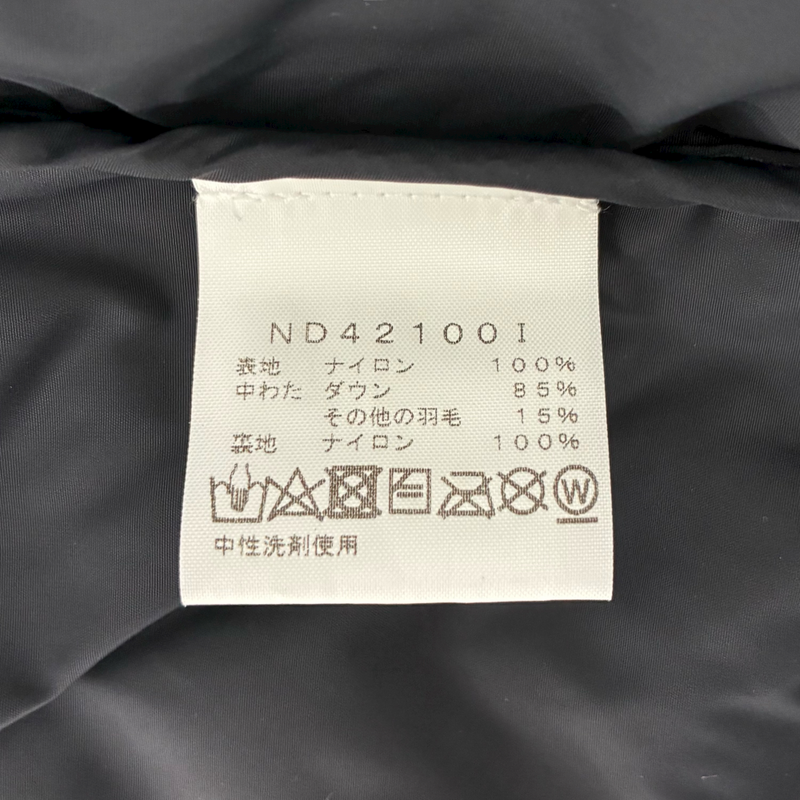 ND42100I
表地 ナイロン 100%
中わた ダウン 85%
その他の羽毛 15%
裏地 ナイロン 100%
W
中性洗剤使用